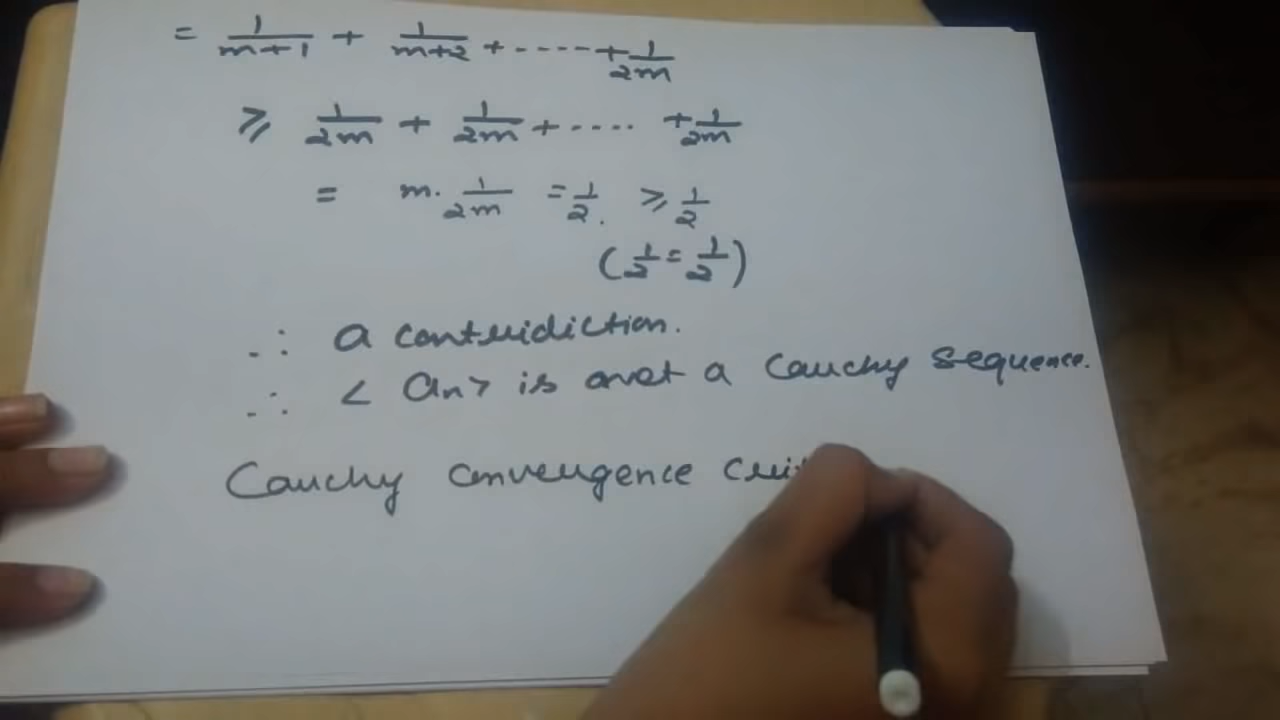 = 1/m+1 + 1/m+2 + ----- + 1/2m
≥ 1/2m + 1/2m + .... + 1/2m
= m. 1/2m = 1/2. ≥ 1/2
(1/2 = 1/2)
∴ a contridiction.
∴ < an > is not a Cauchy sequence.
Cauchy convergence